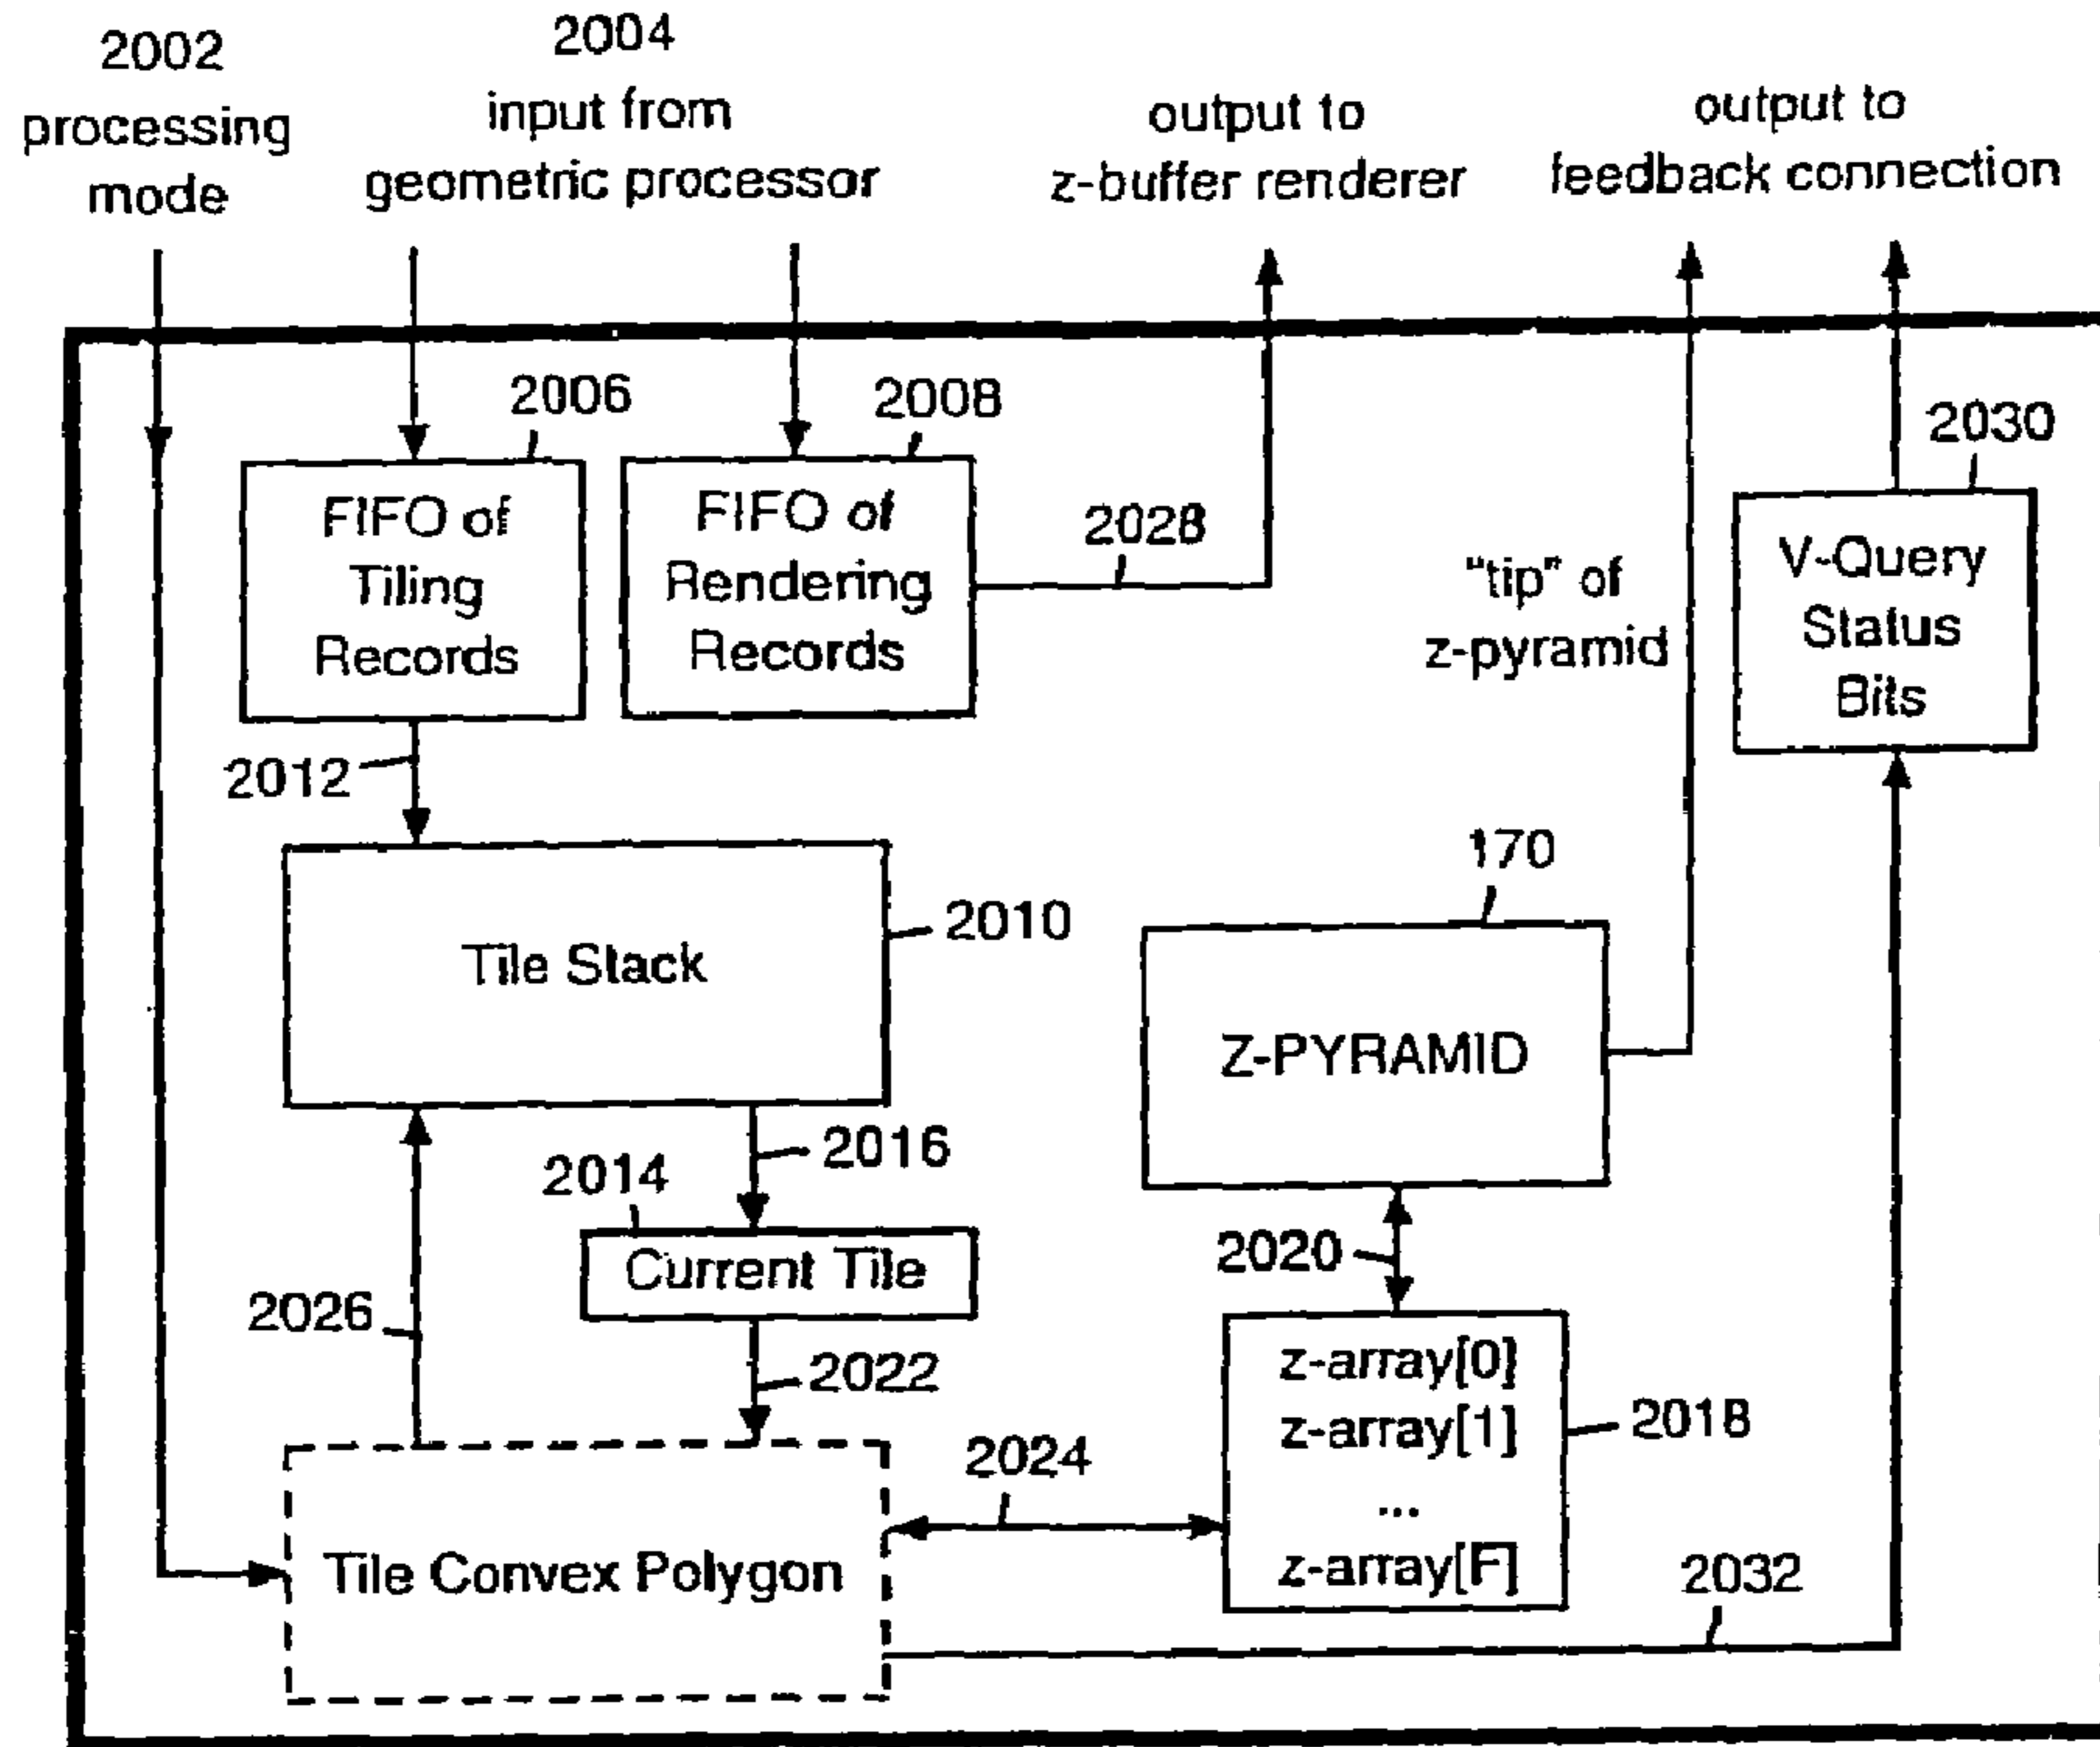 2002
processing
mode
2004
input from
geometric processor
output to
z-buffer renderer
output to
feedback connection
2006
FIFO of
Tiling
Records
2008
FIFO of
Rendering
Records
2028
"tip" of
z-pyramid
2030
V-Query
Status
Bits
2012
Tile Stack
2010
170
Z-PYRAMID
2016
2014
Current Tile
2020
2026
2022
z-array[0]
z-array[1]
...
z-array[F]
2018
2024
Tile Convex Polygon
2032